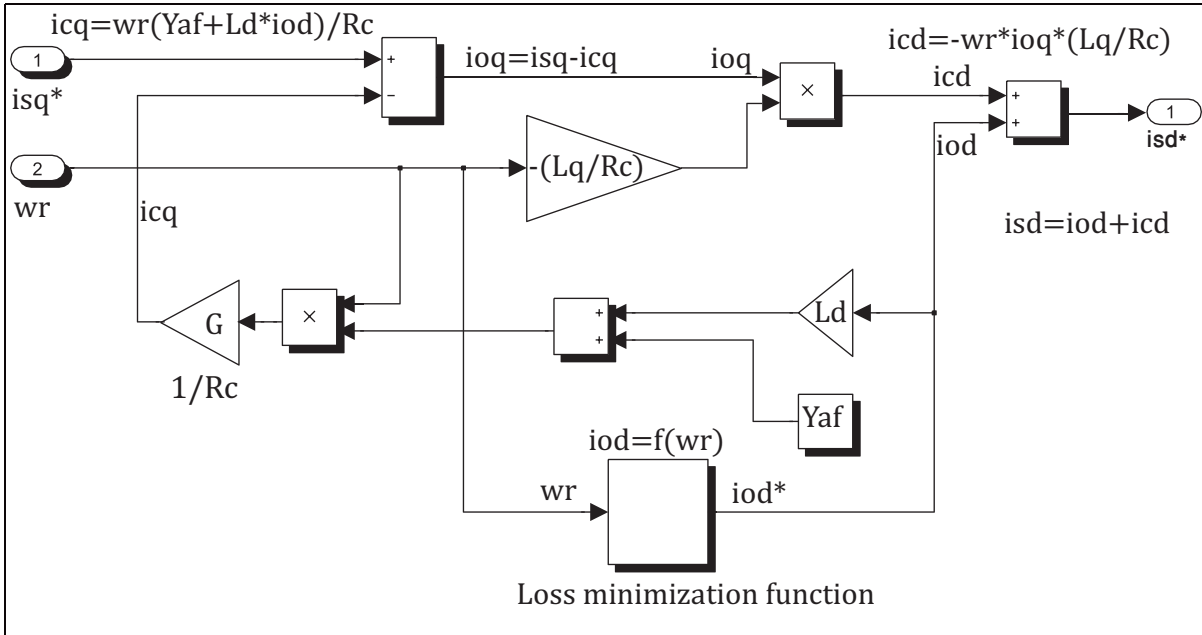 icq=wr(Yaf+Ld*iod)/Rc
icd=-wr*ioq*(Lq/Rc)
1
+
ioq=isq-icq
ioq
icd
+
isq*
−
×
+
1
iod
isd*
2
-(Lq/Rc)
wr
icq
isd=iod+icd
G
×
+
+
Ld
1/Rc
Yaf
iod=f(wr)
wr
iod*
Loss minimization function